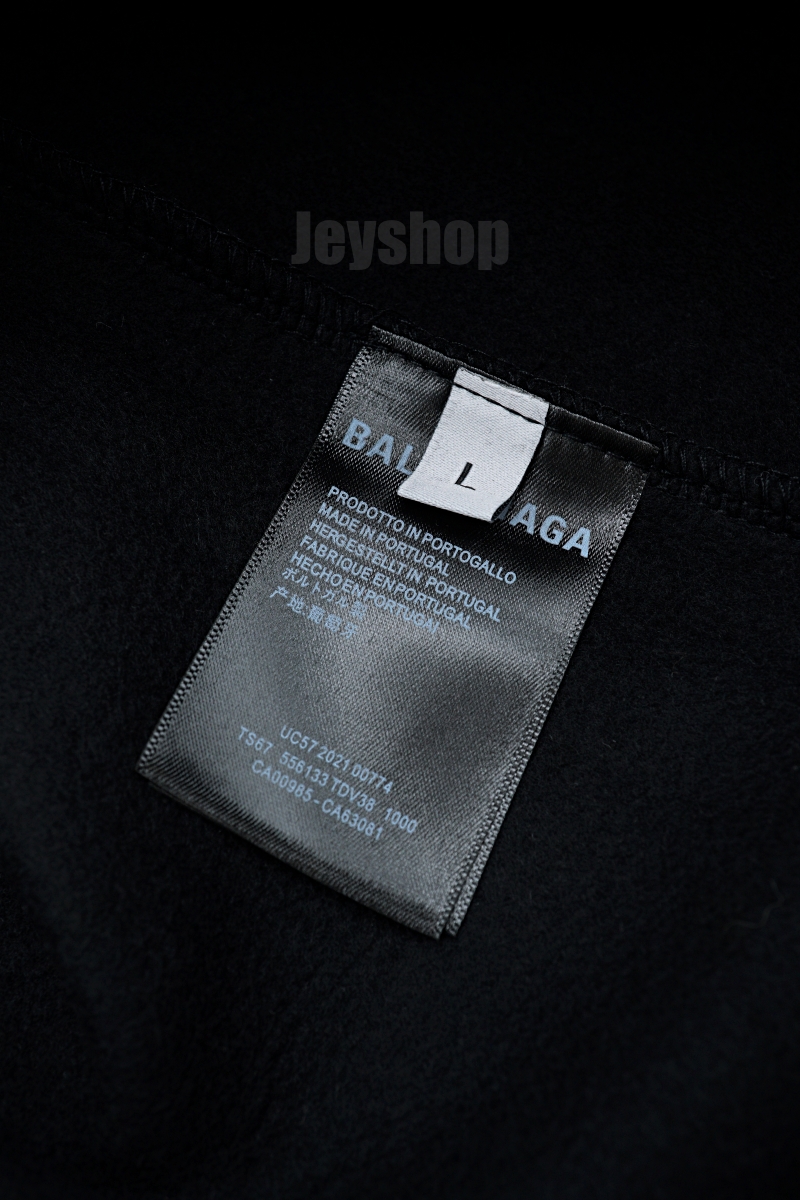 Jeyshop
BAL AGA
L
PRODOTTO IN PORTOGALLO
MADE IN PORTUGAL
HERGESTELLT IN PORTUGAL
FABRIQUE EN PORTUGAL
HECHO EN PORTUGAL
ポルトガル製
产地:葡萄牙
UC57 2021 00774
TS67 556133 TDV38 1000
CA00985 - CA63081